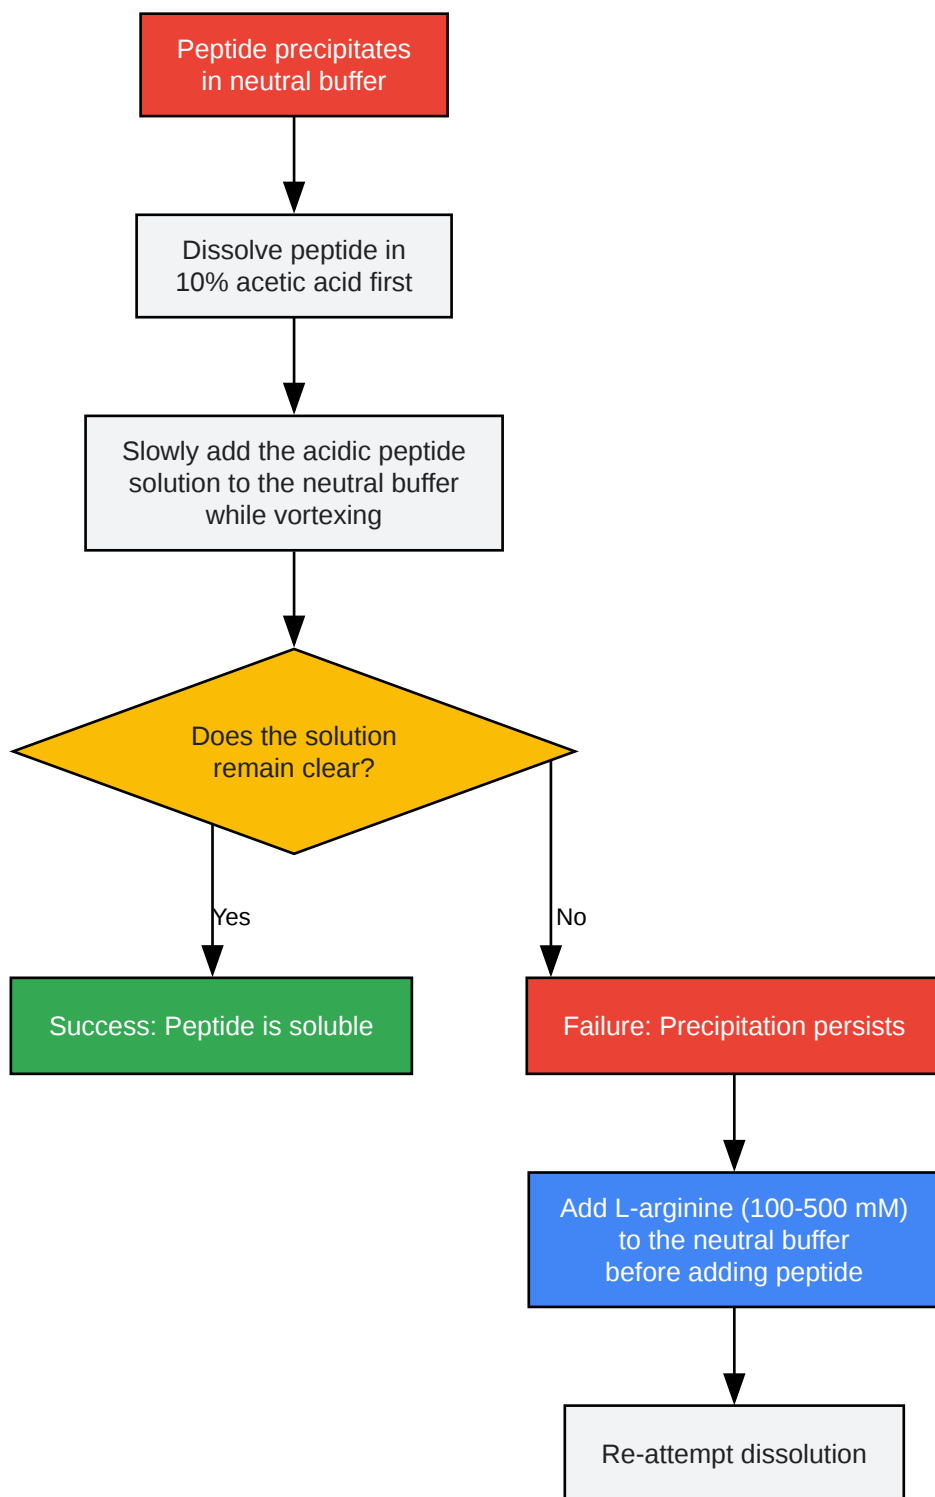 Peptide precipitates
in neutral buffer
Dissolve peptide in
10% acetic acid first
Slowly add the acidic peptide
solution to the neutral buffer
while vortexing
Does the solution
remain clear?
Yes
No
Success: Peptide is soluble
Failure: Precipitation persists
Add L-arginine (100-500 mM)
to the neutral buffer
before adding peptide
Re-attempt dissolution